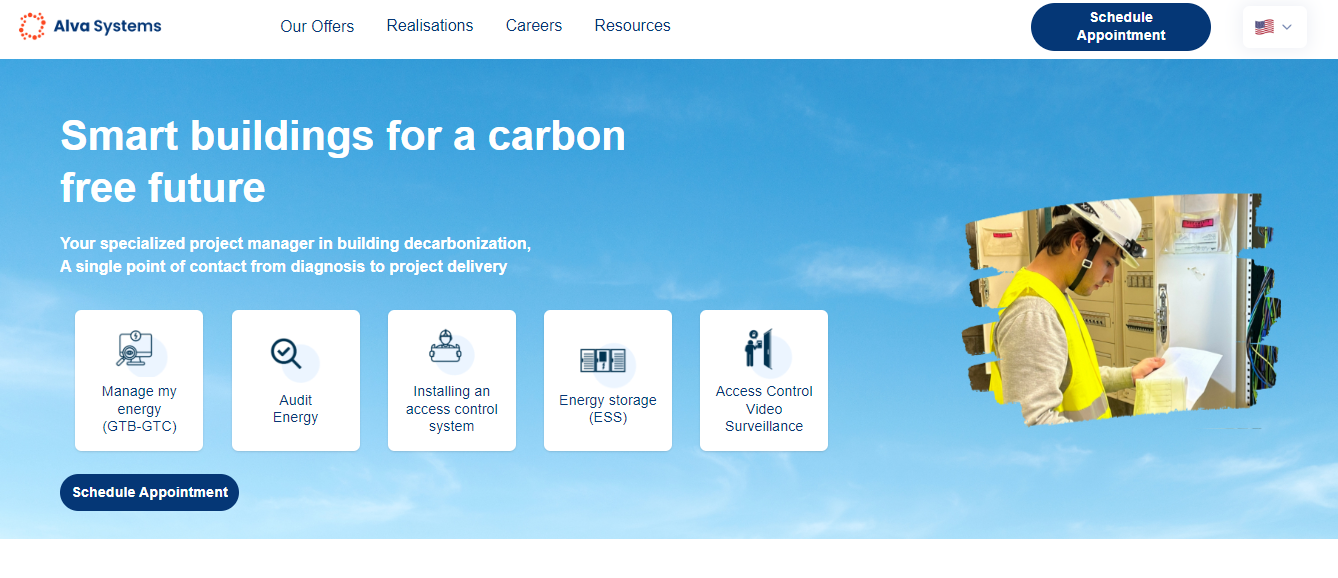 Alva Systems
Our Offers
Realisations
Careers
Resources
Schedule
Appointment
Smart buildings for a carbon
free future
Your specialized project manager in building decarbonization,
A single point of contact from diagnosis to project delivery
Manage my
energy
(GTB-GTC)
Audit
Energy
Installing an
access control
system
Energy storage
(ESS)
Access Control
Video
Surveillance
Schedule Appointment